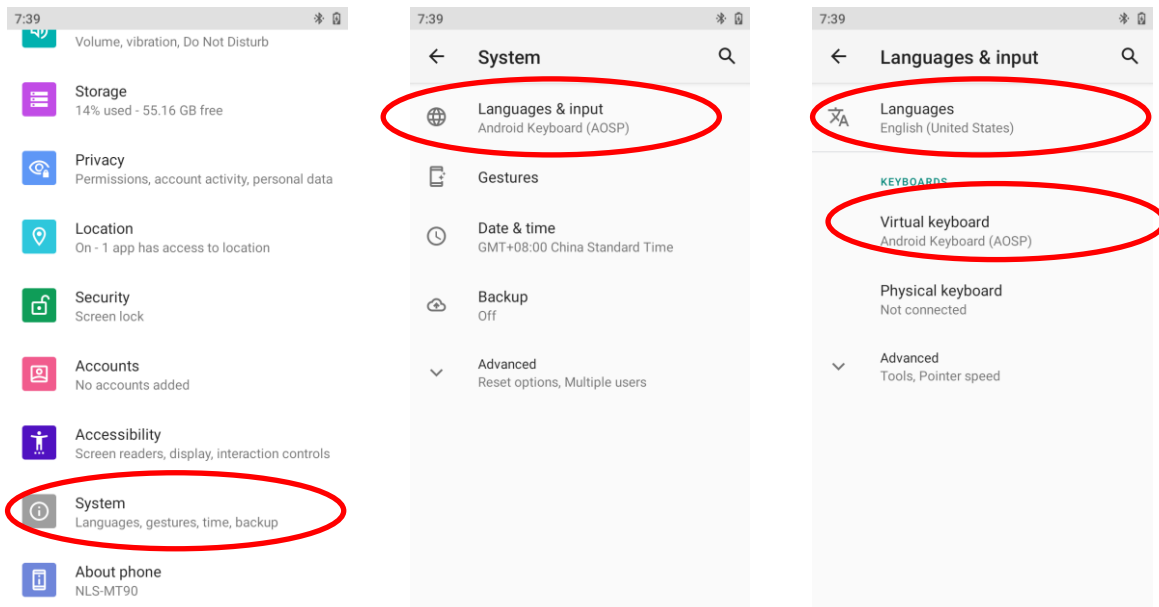 7:39
Volume, vibration, Do Not Disturb
Storage
14% used - 55.16 GB free
Privacy
Permissions, account activity, personal data
Location
On - 1 app has access to location
Security
Screen lock
Accounts
No accounts added
Accessibility
Screen readers, display, interaction controls
System
Languages, gestures, time, backup
About phone
NLS-MT90
7:39
System
Languages & input
Android Keyboard (AOSP)
Gestures
Date & time
GMT+08:00 China Standard Time
Backup
Off
Advanced
Reset options, Multiple users
7:39
Languages & input
Languages
English (United States)
KEYBOARDS
Virtual keyboard
Android Keyboard (AOSP)
Physical keyboard
Not connected
Advanced
Tools, Pointer speed